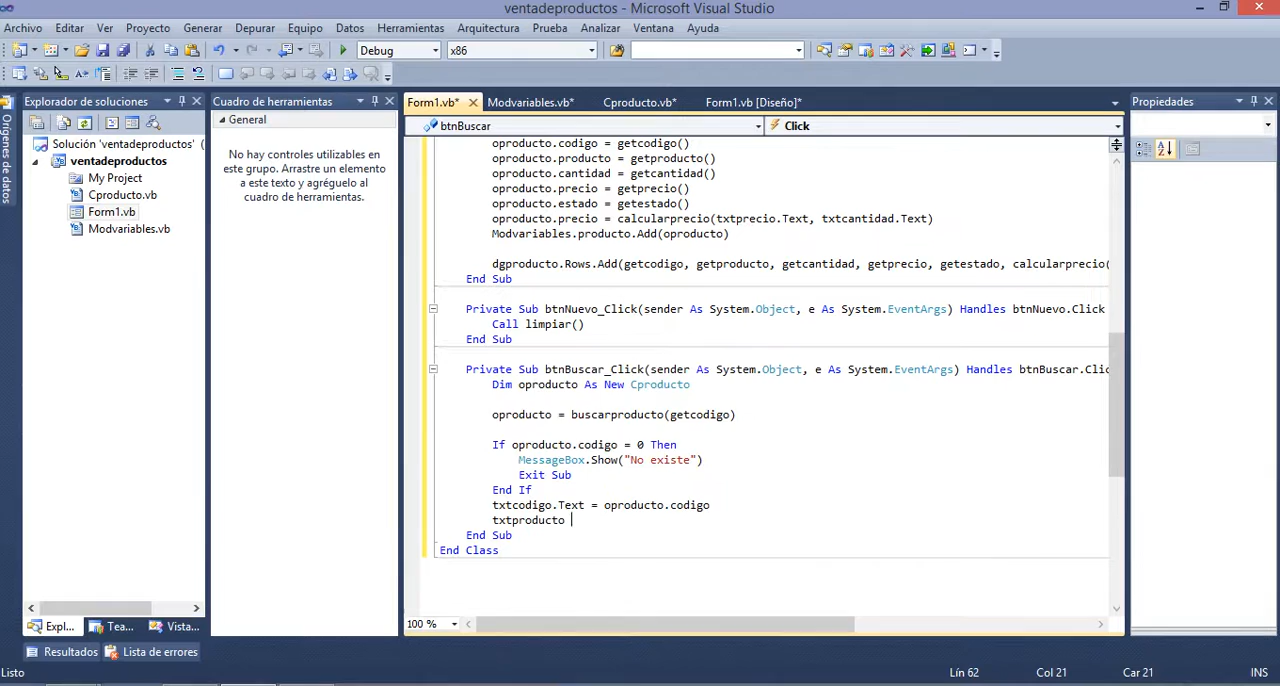 ventadeproductos - Microsoft Visual Studio
Archivo Editar Ver Proyecto Generar Depurar Equipo Datos Herramientas Arquitectura Prueba Analizar Ventana Ayuda
Debug x86
Orígenes de datos
Explorador de soluciones
Solución 'ventadeproductos' (
ventadeproductos
My Project
Cproducto.vb
Form1.vb
Modvariables.vb
Expl... Tea... Vista...
Cuadro de herramientas
General
No hay controles utilizables en
este grupo. Arrastre un elemento
a este texto y agréguelo al
cuadro de herramientas.
Form1.vb* Modvariables.vb* Cproducto.vb* Form1.vb [Diseño]*
btnBuscar Click
oproducto.codigo = getcodigo()
oproducto.producto = getproducto()
oproducto.cantidad = getcantidad()
oproducto.precio = getprecio()
oproducto.estado = getestado()
oproducto.precio = calcularprecio(txtprecio.Text, txtcantidad.Text)
Modvariables.producto.Add(oproducto)
dgproducto.Rows.Add(getcodigo, getproducto, getcantidad, getprecio, getestado, calcularprecio(
End Sub
Private Sub btnNuevo_Click(sender As System.Object, e As System.EventArgs) Handles btnNuevo.Click
Call limpiar()
End Sub
Private Sub btnBuscar_Click(sender As System.Object, e As System.EventArgs) Handles btnBuscar.Clic
Dim oproducto As New Cproducto
oproducto = buscarproducto(getcodigo)
If oproducto.codigo = 0 Then
MessageBox.Show("No existe")
Exit Sub
End If
txtcodigo.Text = oproducto.codigo
txtproducto
End Sub
End Class
100 %
Propiedades
Resultados Lista de errores
Listo Lín 62 Col 21 Car 21 INS